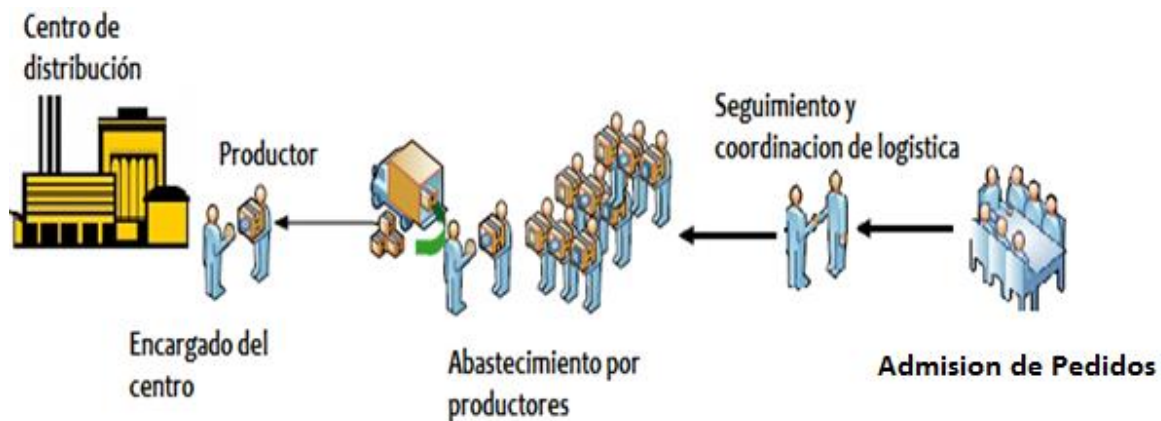 Centro de
distribución
Productor
Seguimiento y
coordinacion de logistica
Encargado del
centro
Abastecimiento por
productores
Admision de Pedidos